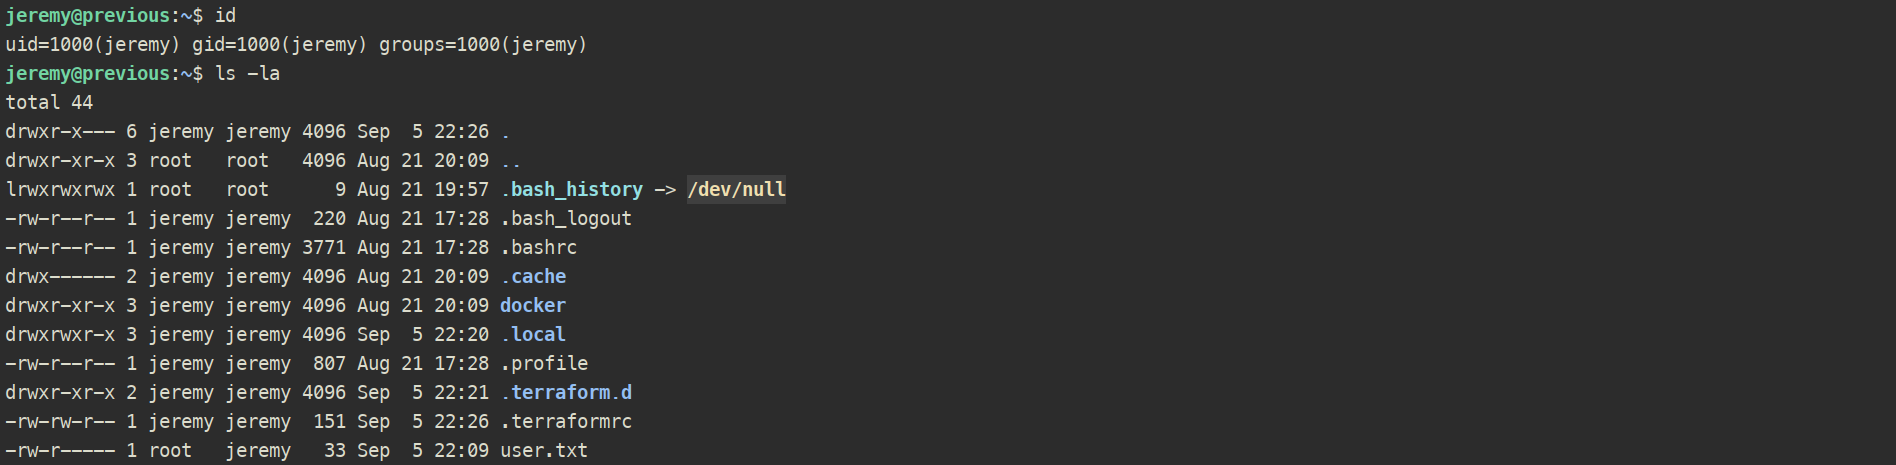 jeremy@previous:~$ id
uid=1000(jeremy) gid=1000(jeremy) groups=1000(jeremy)
jeremy@previous:~$ ls -la
total 44
drwxr-x--- 6 jeremy jeremy 4096 Sep  5 22:26 .
drwxr-xr-x 3 root   root   4096 Aug 21 20:09 ..
lrwxrwxrwx 1 root   root      9 Aug 21 19:57 .bash_history -> /dev/null
-rw-r--r-- 1 jeremy jeremy  220 Aug 21 17:28 .bash_logout
-rw-r--r-- 1 jeremy jeremy 3771 Aug 21 17:28 .bashrc
drwx------ 2 jeremy jeremy 4096 Aug 21 20:09 .cache
drwxr-xr-x 3 jeremy jeremy 4096 Aug 21 20:09 docker
drwxrwxr-x 3 jeremy jeremy 4096 Sep  5 22:20 .local
-rw-r--r-- 1 jeremy jeremy  807 Aug 21 17:28 .profile
drwxr-xr-x 2 jeremy jeremy 4096 Sep  5 22:21 .terraform.d
-rw-rw-r-- 1 jeremy jeremy  151 Sep  5 22:26 .terraformrc
-rw-r----- 1 root   jeremy   33 Sep  5 22:09 user.txt